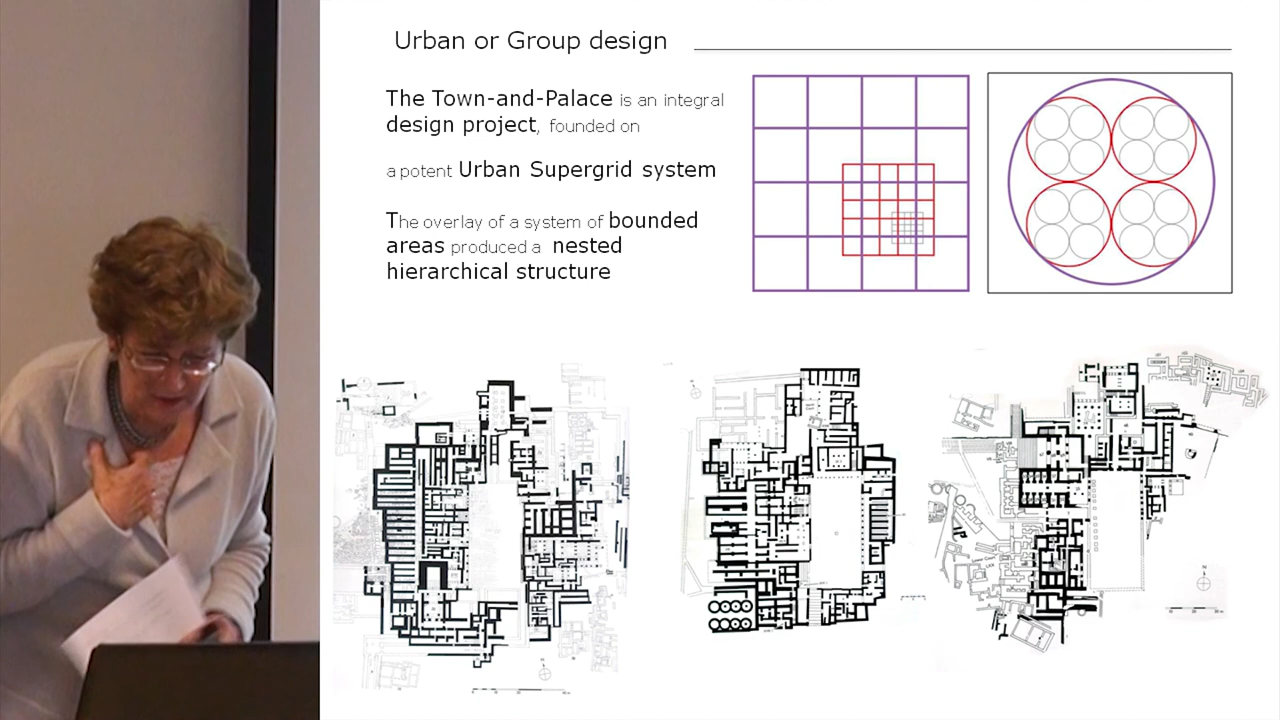 Urban or Group design
The Town-and-Palace is an integral
design project, founded on
a potent Urban Supergrid system
The overlay of a system of bounded
areas produced a nested
hierarchical structure